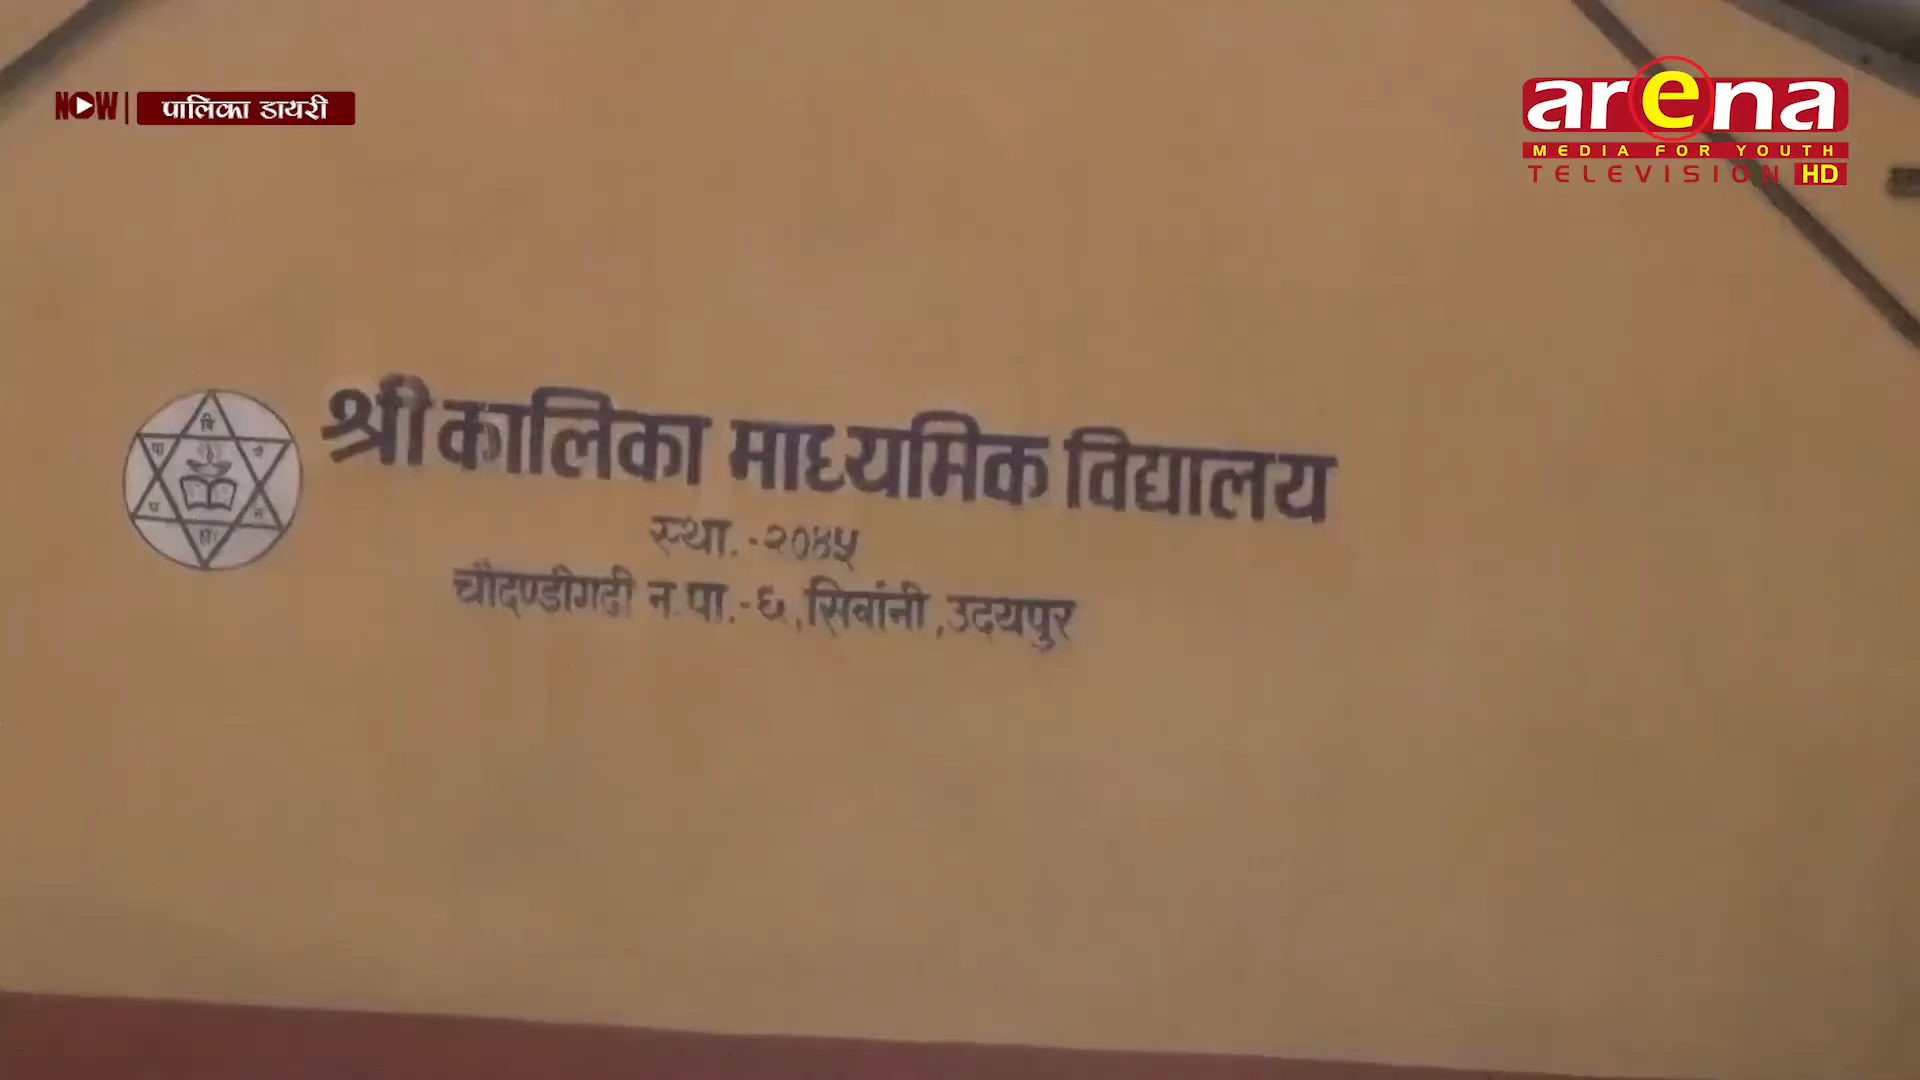 NOW | पालिका डायरी
arena
MEDIA FOR YOUTH
TELEVISION HD
श्री कालिका माध्यमिक विद्यालय
स्था.-२०४५
चौदण्डीगढी न.पा.-६, सिवांनी, उदयपुर
वि
पा